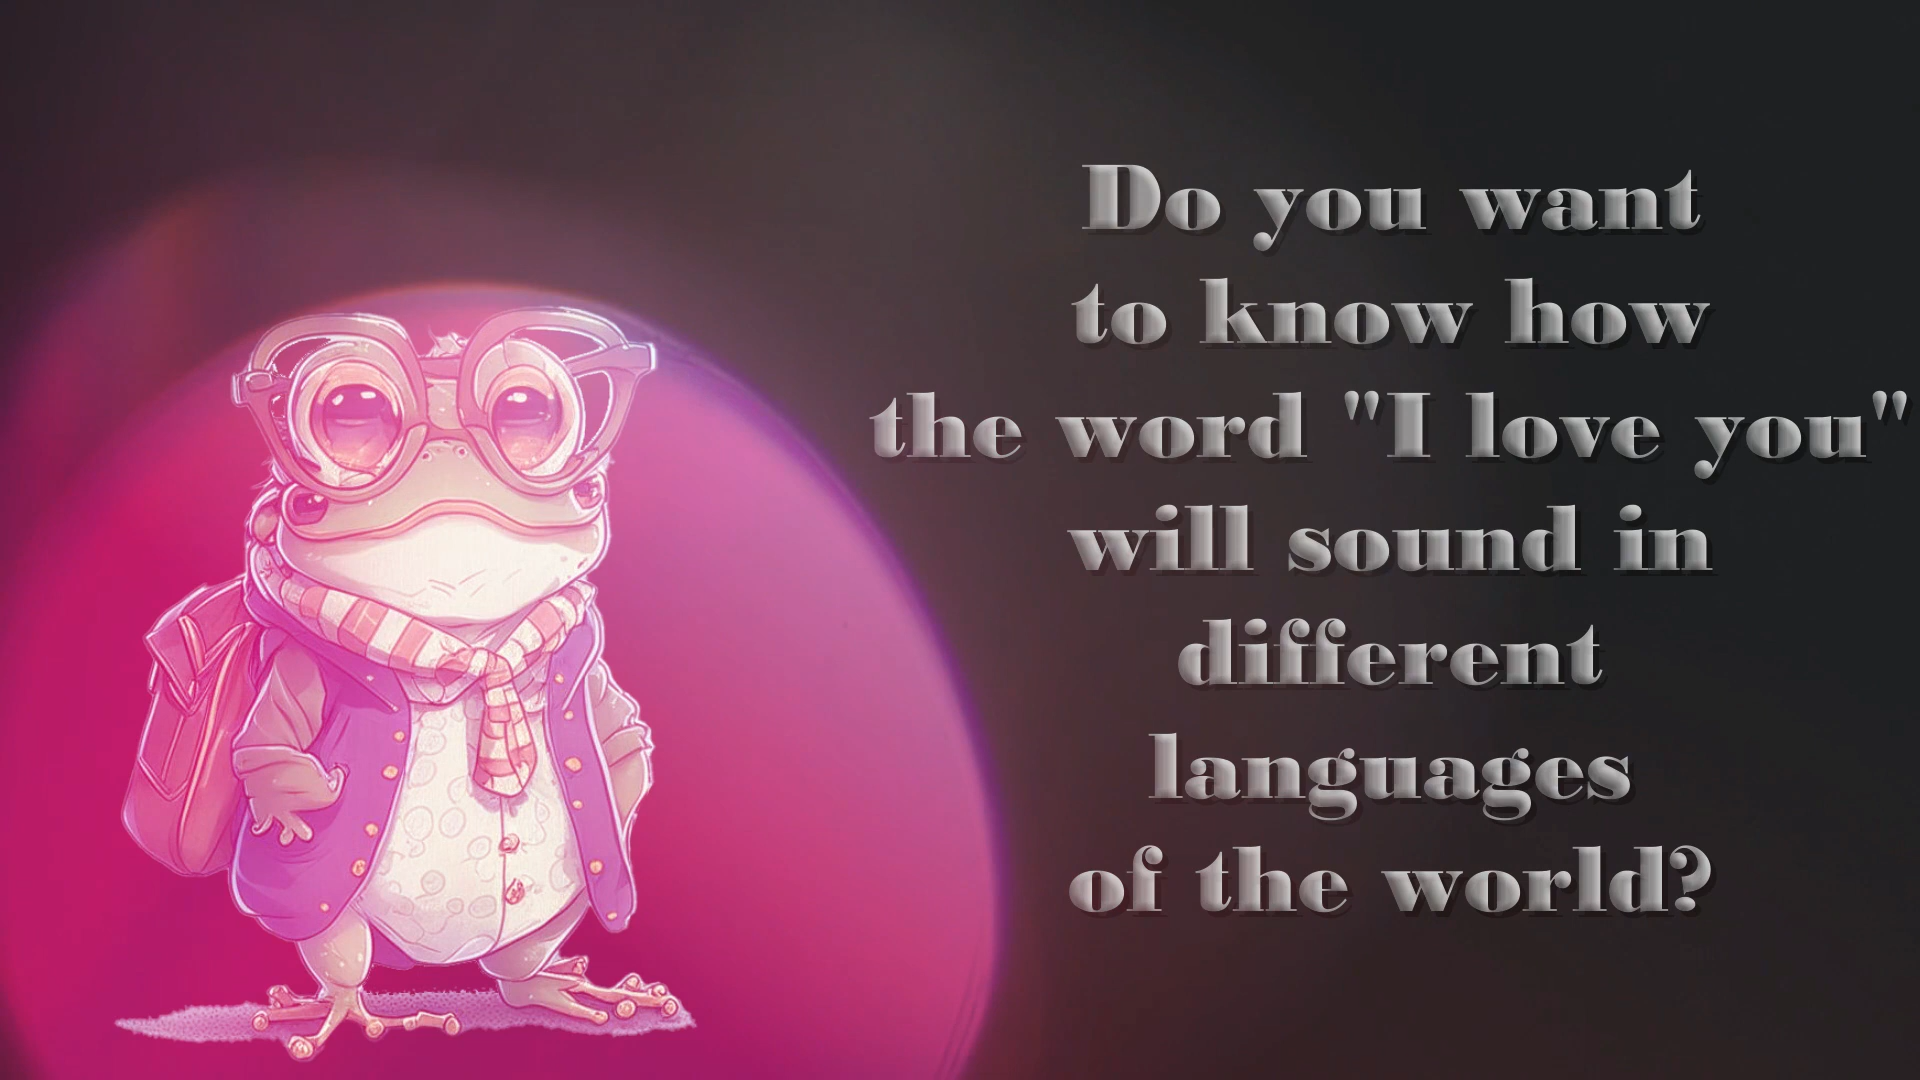 Do you want
to know how
the word "I love you"
will sound in
different
languages
of the world?